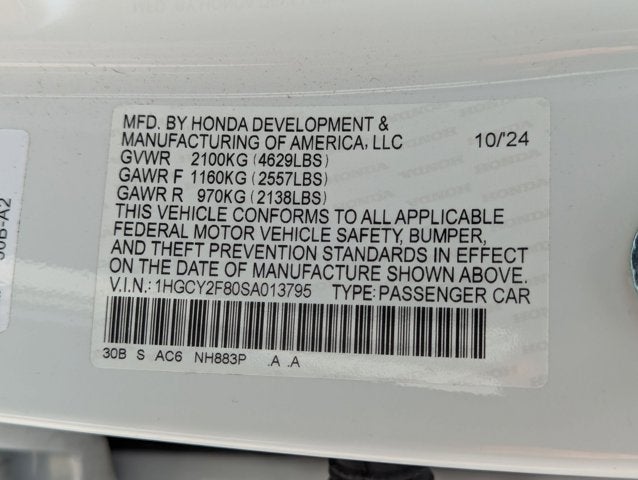 MFD. BY HONDA DEVELOPMENT &
MANUFACTURING OF AMERICA, LLC 10/'24
GVWR 2100KG (4629LBS)
GAWR F 1160KG (2557LBS)
GAWR R 970KG (2138LBS)
THIS VEHICLE CONFORMS TO ALL APPLICABLE
FEDERAL MOTOR VEHICLE SAFETY, BUMPER,
AND THEFT PREVENTION STANDARDS IN EFFECT
ON THE DATE OF MANUFACTURE SHOWN ABOVE.
V.I.N.: 1HGCY2F80SA013795 TYPE: PASSENGER CAR
30B S AC6 NH883P .A .A
30B-A2